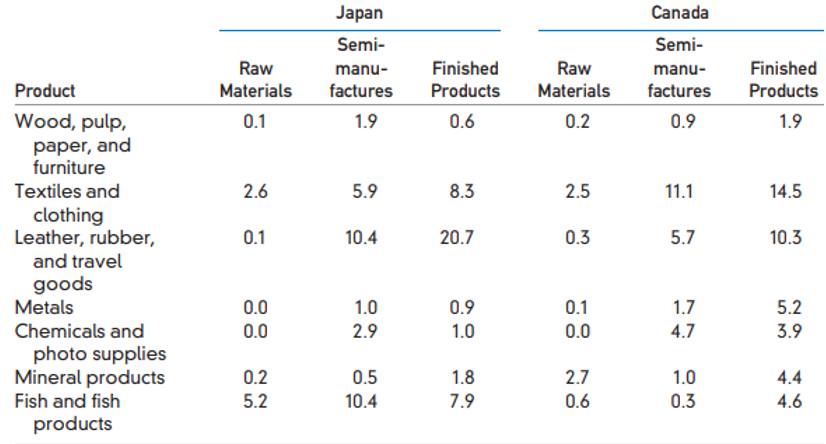 Japan Canada
Raw Materials Semi-manu-factures Finished Products Raw Materials Semi-manu-factures Finished Products
Product
Wood, pulp, 0.1 1.9 0.6 0.2 0.9 1.9
paper, and
furniture
Textiles and 2.6 5.9 8.3 2.5 11.1 14.5
clothing
Leather, rubber, 0.1 10.4 20.7 0.3 5.7 10.3
and travel
goods
Metals 0.0 1.0 0.9 0.1 1.7 5.2
Chemicals and 0.0 2.9 1.0 0.0 4.7 3.9
photo supplies
Mineral products 0.2 0.5 1.8 2.7 1.0 4.4
Fish and fish 5.2 10.4 7.9 0.6 0.3 4.6
products